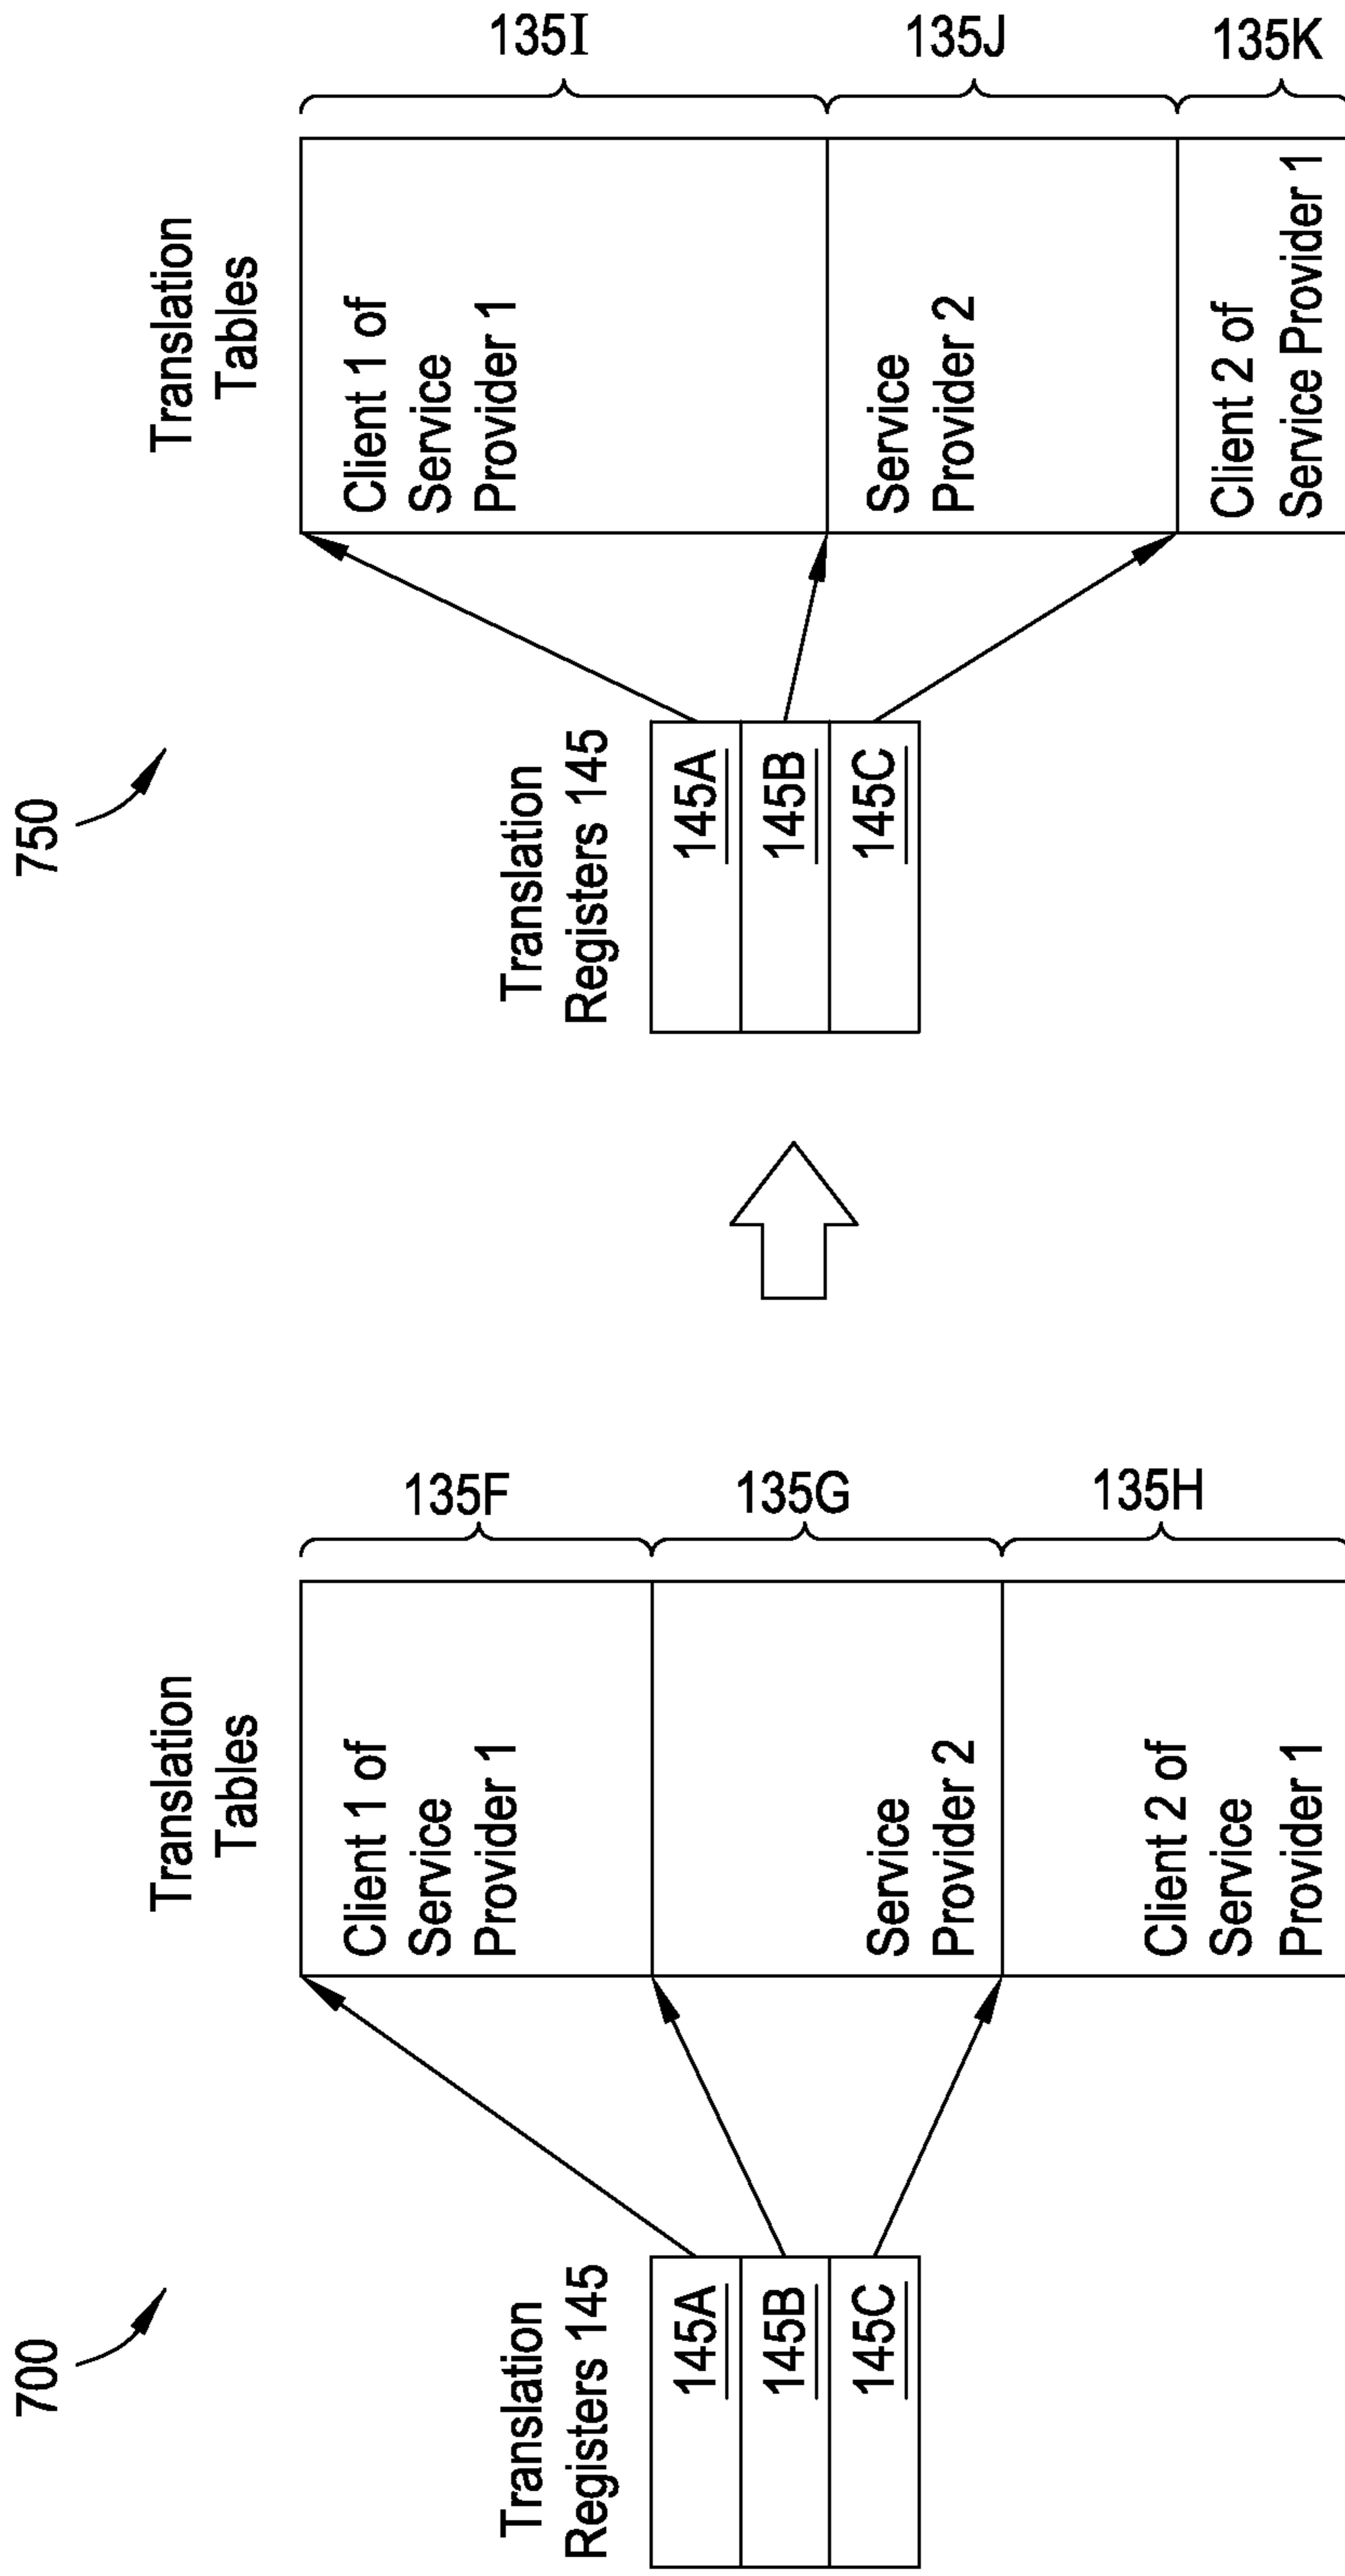 700
Translation
Registers 145
145A
145B
145C
Translation
Tables
Client 1 of
Service
Provider 1
Service
Provider 2
Client 2 of
Service
Provider 1
135F
135G
135H
750
Translation
Registers 145
145A
145B
145C
Translation
Tables
Client 1 of
Service
Provider 1
Service
Provider 2
Client 2 of
Service Provider 1
135I
135J
135K